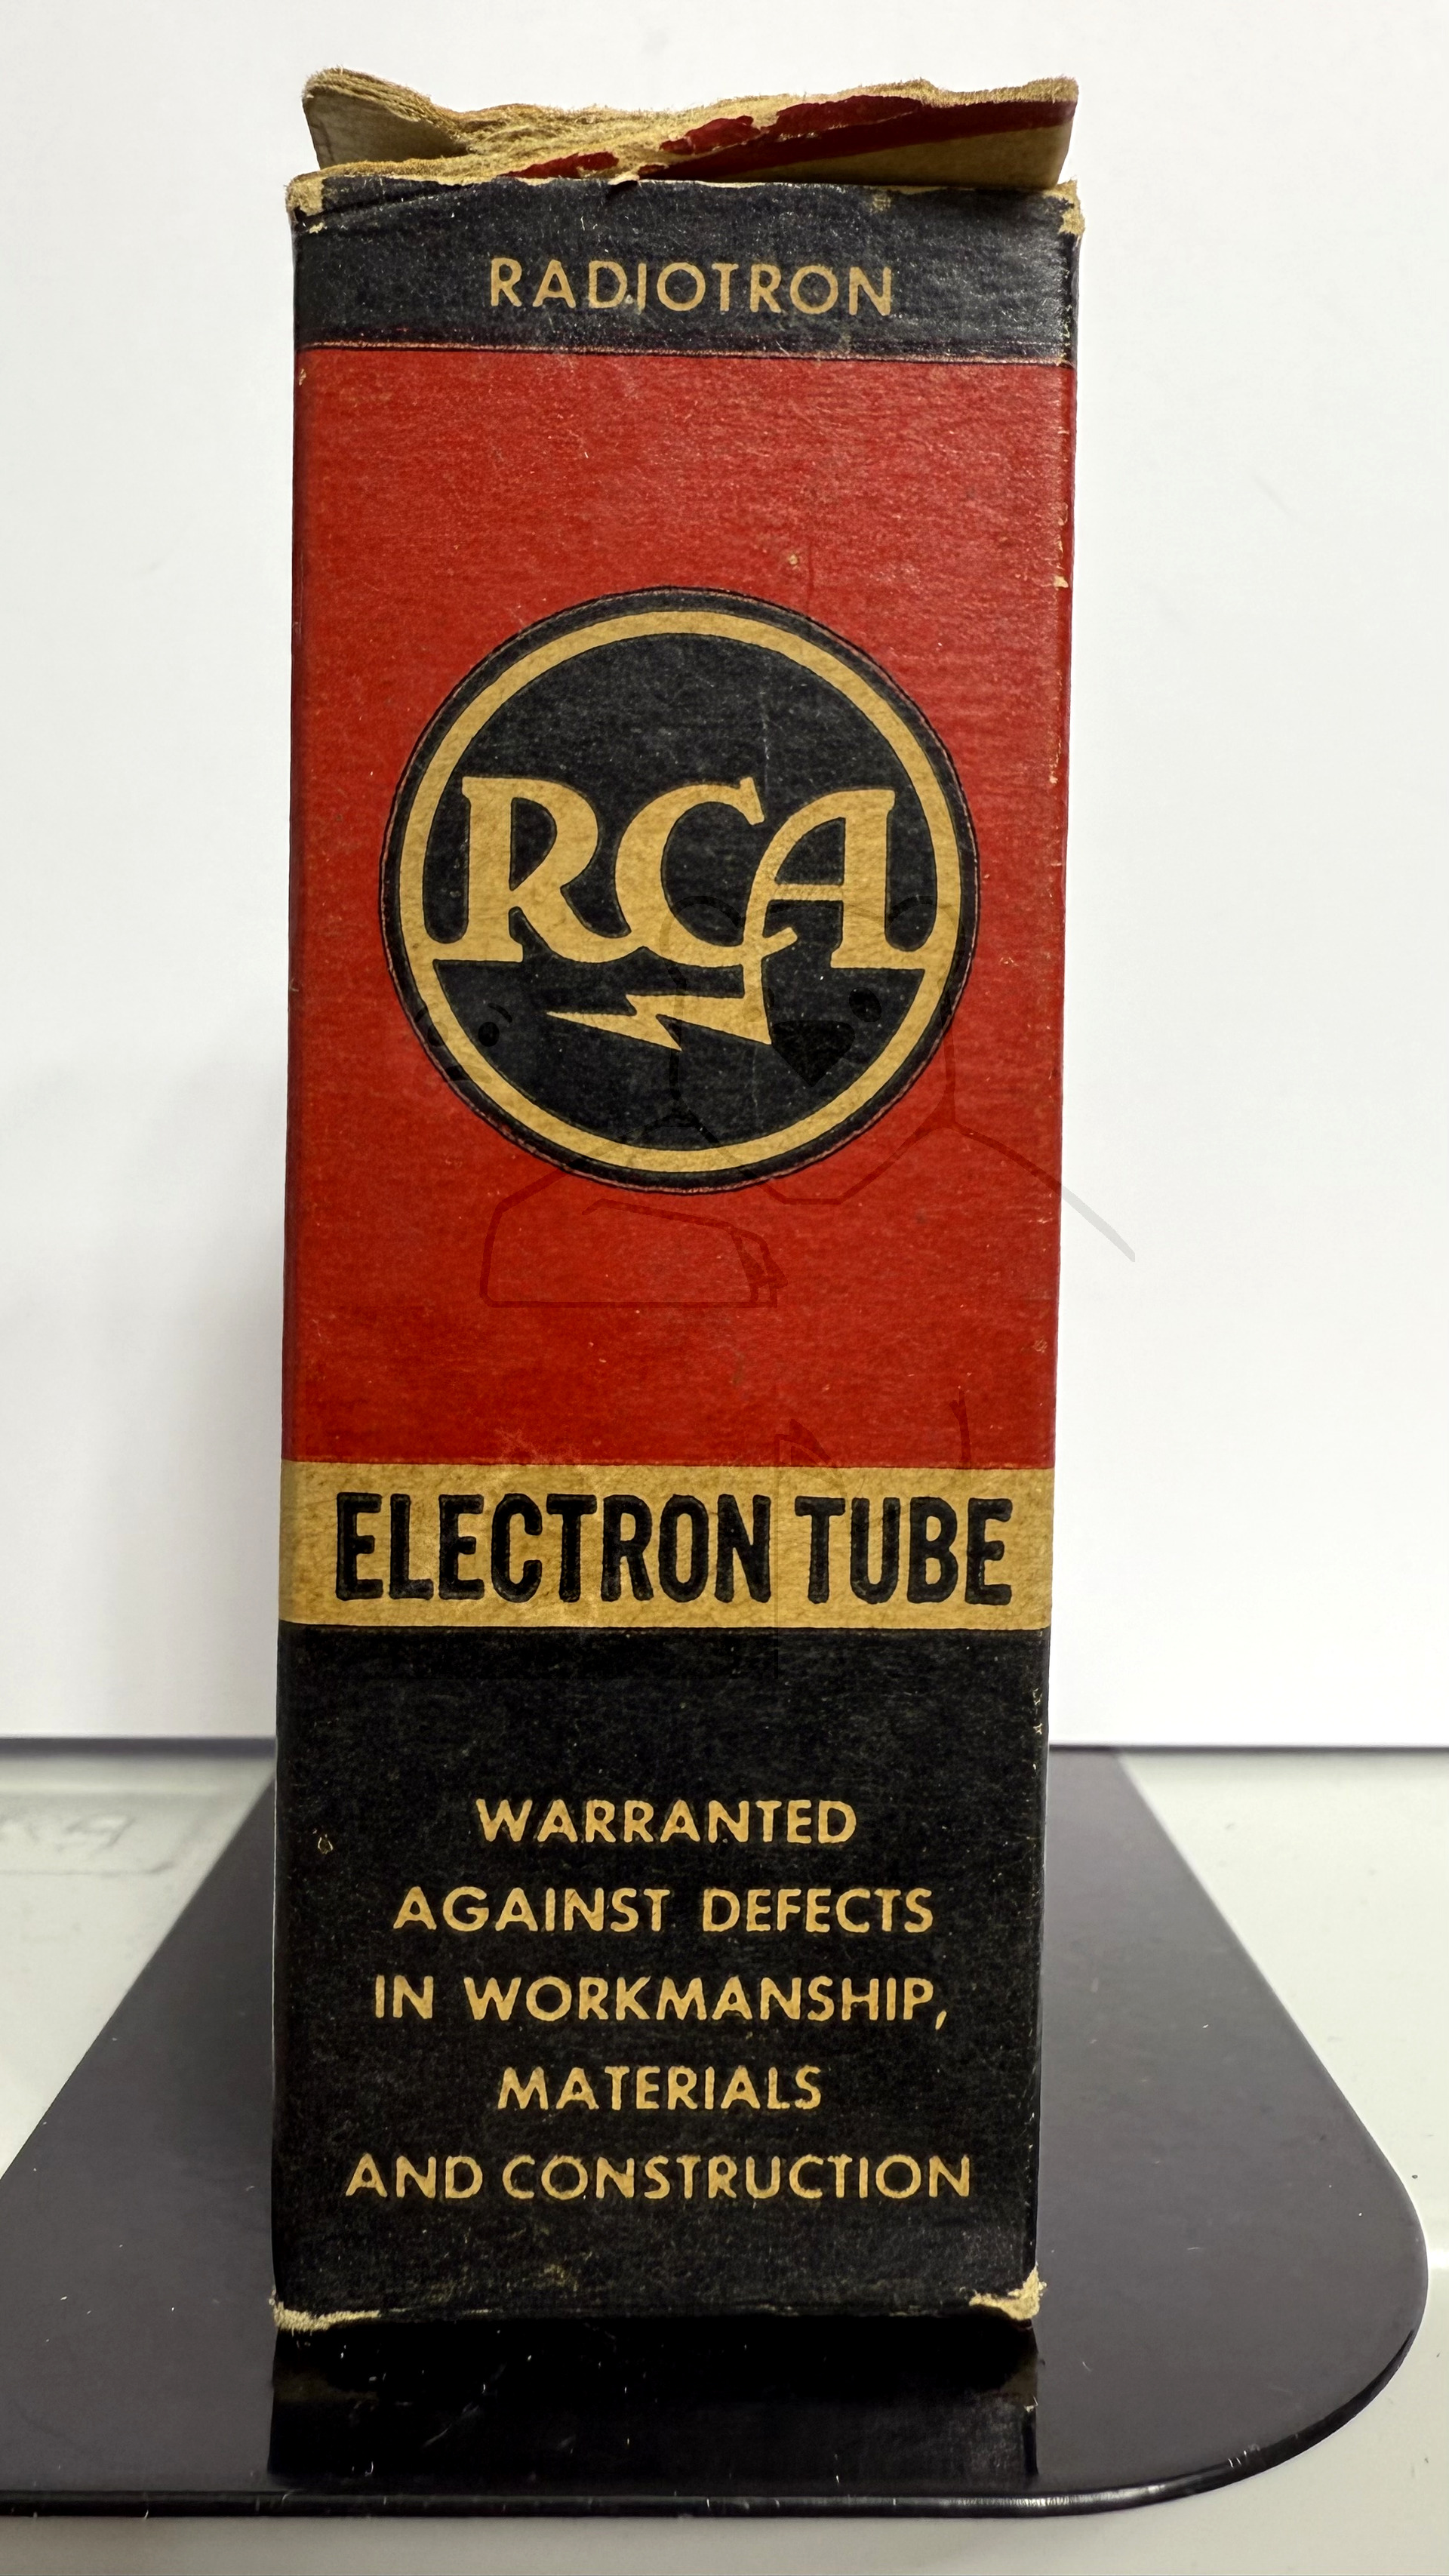 RADIOTRON
RCA
ELECTRON TUBE
WARRANTED
AGAINST DEFECTS
IN WORKMANSHIP,
MATERIALS
AND CONSTRUCTION